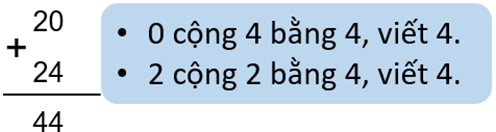 20
+
24
44
• 0 cộng 4 bằng 4, viết 4.
• 2 cộng 2 bằng 4, viết 4.